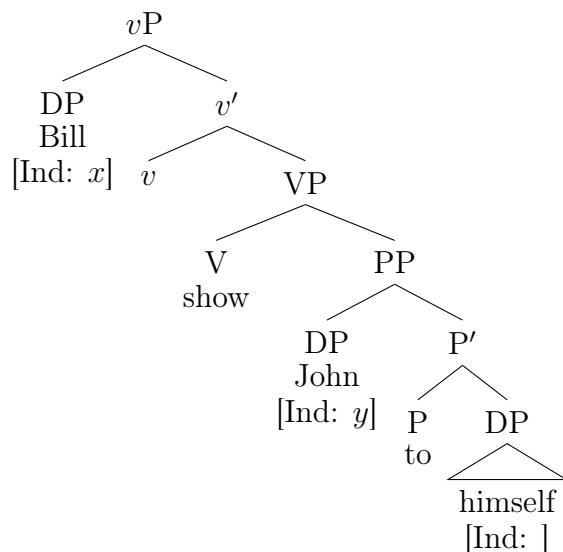 vP
DP
Bill
[Ind: x]
v′
v
VP
V
show
PP
DP
John
[Ind: y]
P′
P
to
DP
himself
[Ind: ]